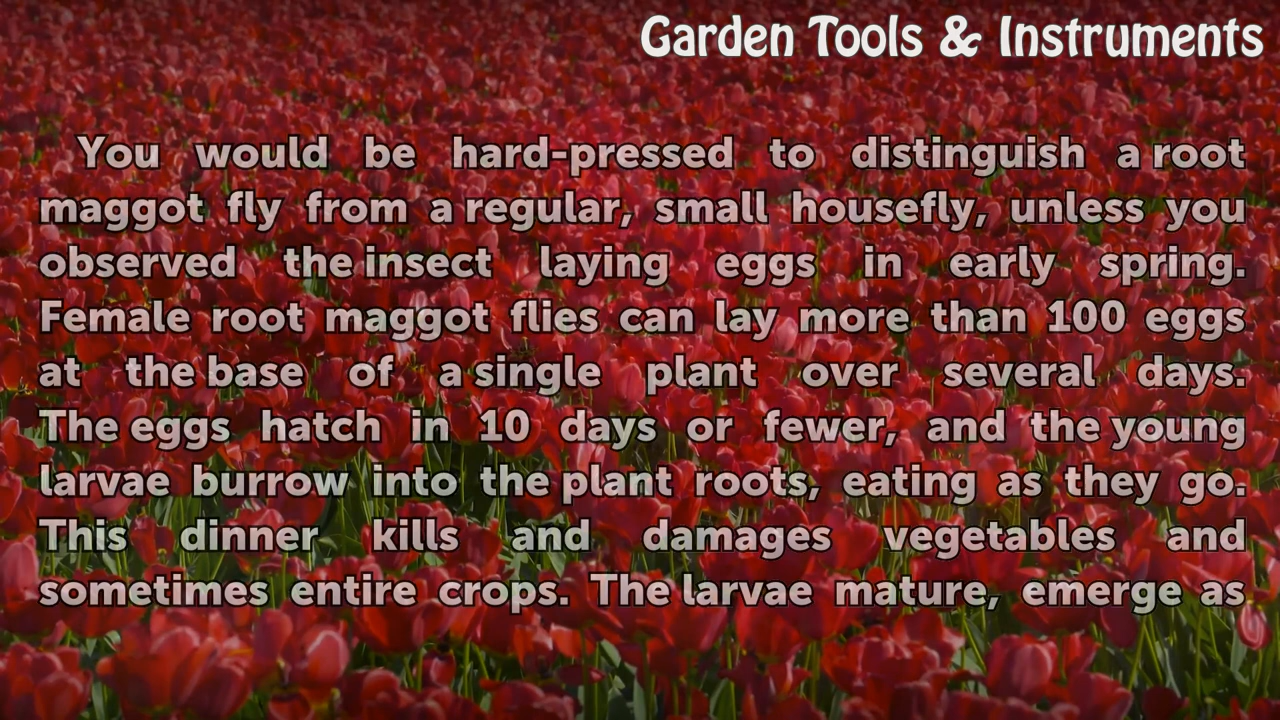 Garden Tools & Instruments
You would be hard-pressed to distinguish a root
maggot fly from a regular, small housefly, unless you
observed the insect laying eggs in early spring.
Female root maggot flies can lay more than 100 eggs
at the base of a single plant over several days.
The eggs hatch in 10 days or fewer, and the young
larvae burrow into the plant roots, eating as they go.
This dinner kills and damages vegetables and
sometimes entire crops. The larvae mature, emerge as